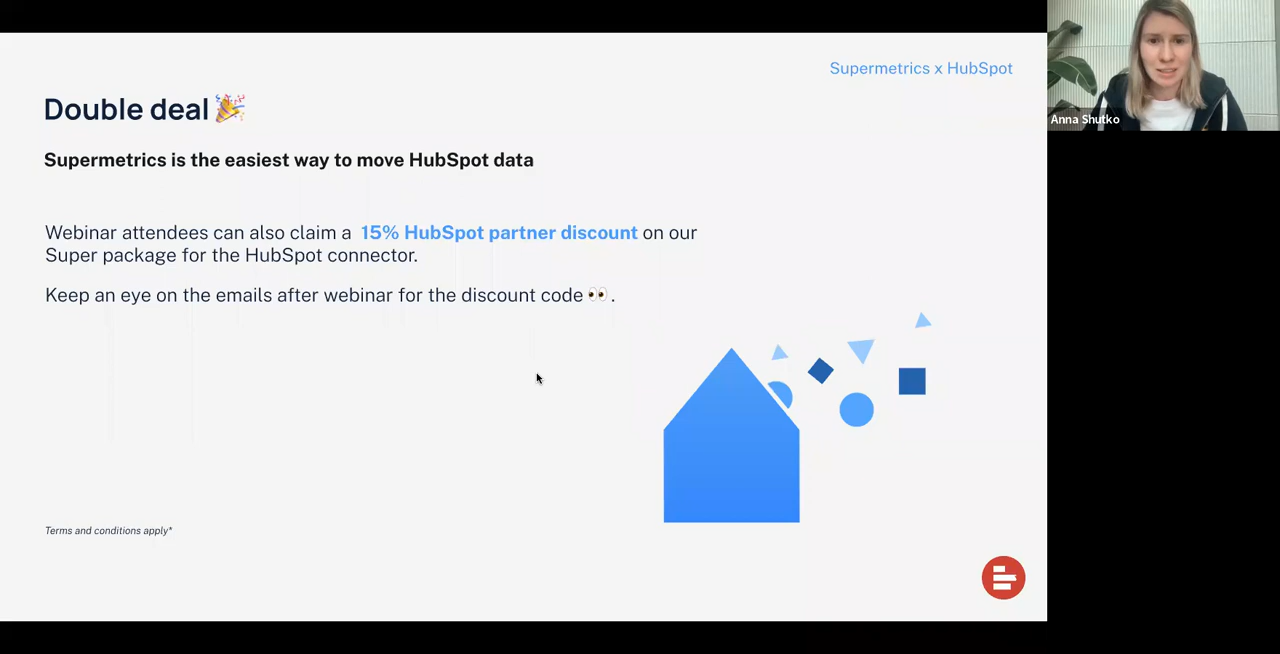 Supermetrics x HubSpot
Double deal 🎉
Supermetrics is the easiest way to move HubSpot data
Webinar attendees can also claim a 15% HubSpot partner discount on our
Super package for the HubSpot connector.
Keep an eye on the emails after webinar for the discount code 👀.
Terms and conditions apply*
Anna Shutko